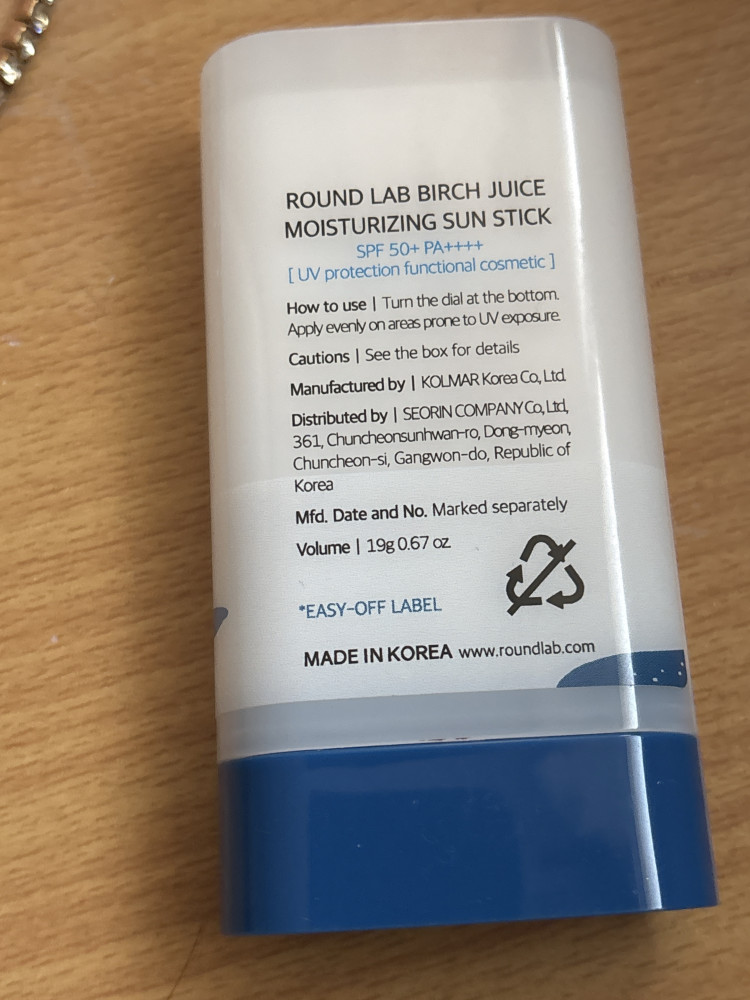 ROUND LAB BIRCH JUICE
MOISTURIZING SUN STICK
SPF 50+ PA++++
[ UV protection functional cosmetic ]
How to use | Turn the dial at the bottom.
Apply evenly on areas prone to UV exposure.
Cautions | See the box for details
Manufactured by | KOLMAR Korea Co., Ltd.
Distributed by | SEORIN COMPANY Co., Ltd.,
361, Chuncheonsunhwan-ro, Dong-myeon,
Chuncheon-si, Gangwon-do, Republic of
Korea
Mfd. Date and No. Marked separately
Volume | 19g 0.67 oz.
*EASY-OFF LABEL
MADE IN KOREA www.roundlab.com